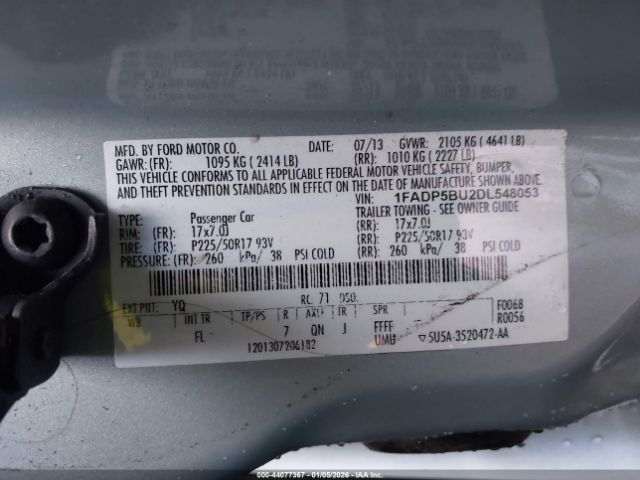 MFD. BY FORD MOTOR CO. DATE: 07/13 GVWR: 2105 KG ( 4641 LB)
GAWR: (FR): 1095 KG ( 2414 LB) (RR): 1010 KG ( 2227 LB)
THIS VEHICLE CONFORMS TO ALL APPLICABLE FEDERAL MOTOR VEHICLE SAFETY, BUMPER,
AND THEFT PREVENTION STANDARDS IN EFFECT ON THE DATE OF MANUFACTURE SHOWN ABOVE.
VIN: 1FADP5BU2DL548053
TYPE: Passenger Car TRAILER TOWING - SEE OWNER GUIDE
RIM: (FR): 17x7.0J (RR): 17x7.0J
TIRE: (FR): P225/50R17 93V (RR): P225/50R17 93V
PRESSURE: (FR): 260 kPa/ 38 PSI COLD (RR): 260 kPa/ 38 PSI COLD
EXT PNT: YQ RC: 71 DSO: F0068
WB INT TR TP/PS R AXLE TR SPR R0056
FL 7 QN J FFFF
1201307206182 UMU ▽5U5A-3520472-AA
000-44077367 - 01/05/2026 - IAA Inc.